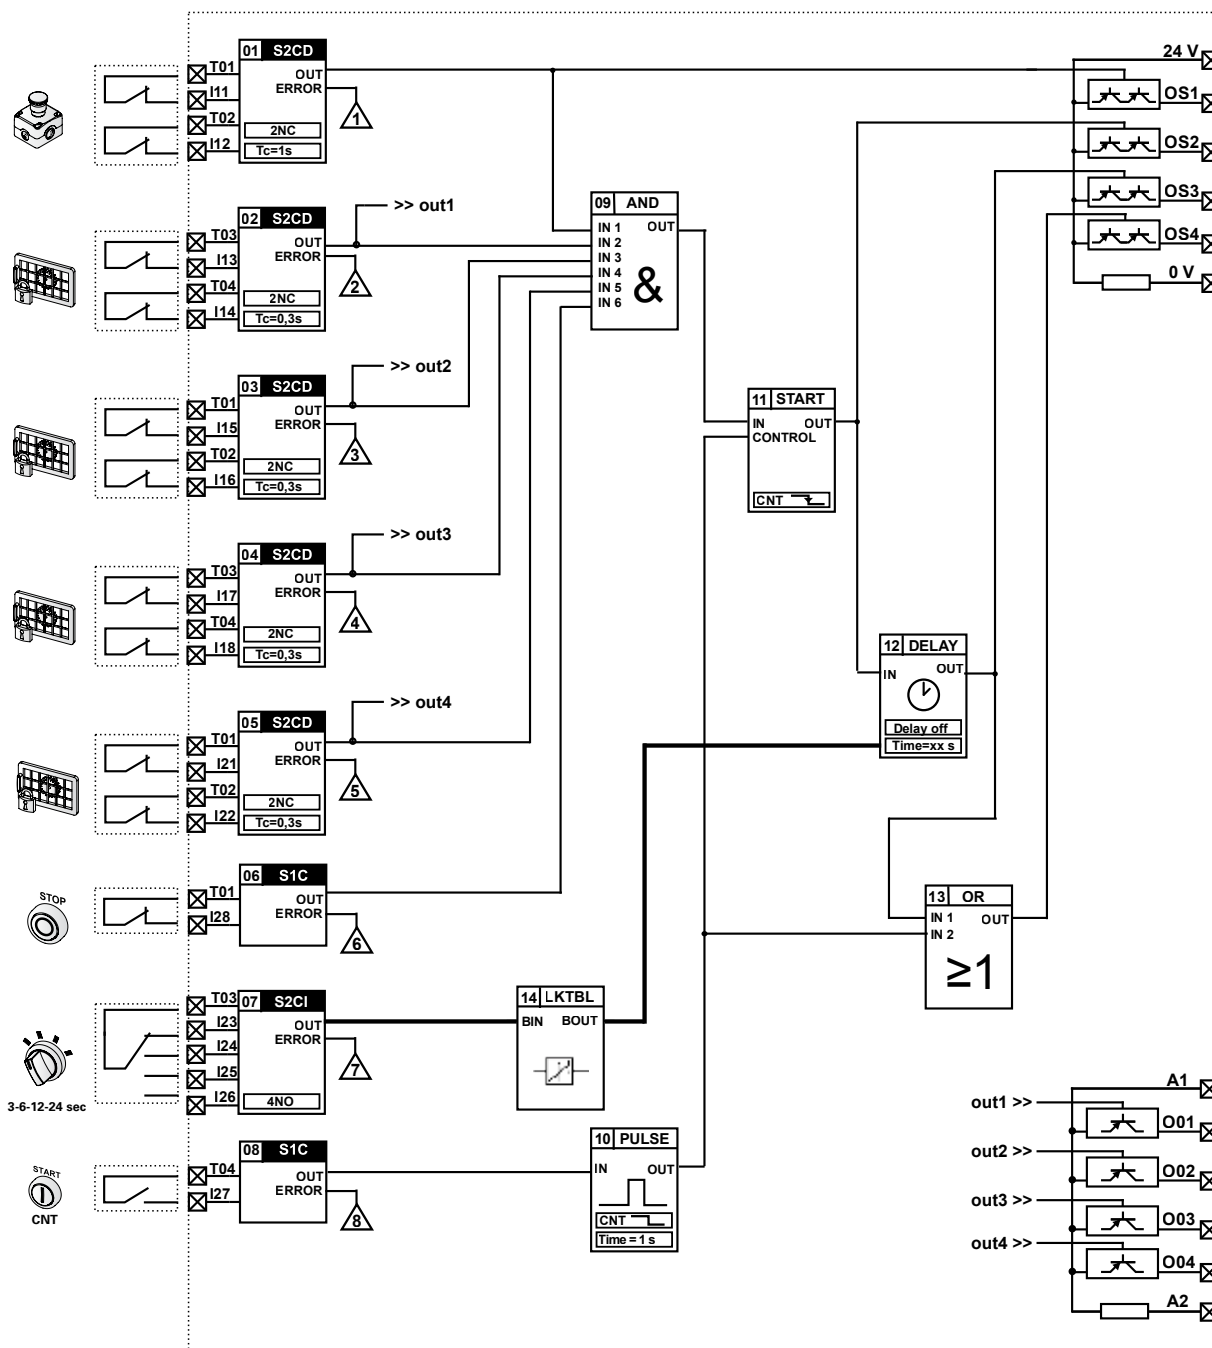 01 S2CD
T01
OUT
I11
ERROR
T02
2NC
I12
Tc=1s
1
24 V
OS1
OS2
OS3
OS4
0 V
02 S2CD
T03
OUT
I13
ERROR
T04
2NC
I14
Tc=0,3s
2
>> out1
09 AND
IN 1 OUT
IN 2
IN 3
IN 4
IN 5
IN 6
&
03 S2CD
T01
OUT
I15
ERROR
T02
2NC
I16
Tc=0,3s
3
>> out2
11 START
IN OUT
CONTROL
CNT
04 S2CD
T03
OUT
I17
ERROR
T04
2NC
I18
Tc=0,3s
4
>> out3
12 DELAY
IN OUT
Delay off
Time=xx s
05 S2CD
T01
OUT
I21
ERROR
T02
2NC
I22
Tc=0,3s
5
>> out4
STOP
06 S1C
T01
OUT
I28
ERROR
6
13 OR
IN 1 OUT
IN 2
≥1
3-6-12-24 sec
T03
07 S2CI
I23
OUT
I24
ERROR
I25
I26
4NO
7
14 LKTBL
BIN BOUT
START
CNT
08 S1C
T04
OUT
I27
ERROR
8
10 PULSE
IN OUT
CNT
Time = 1 s
A1
out1 >>
O01
out2 >>
O02
out3 >>
O03
out4 >>
O04
A2